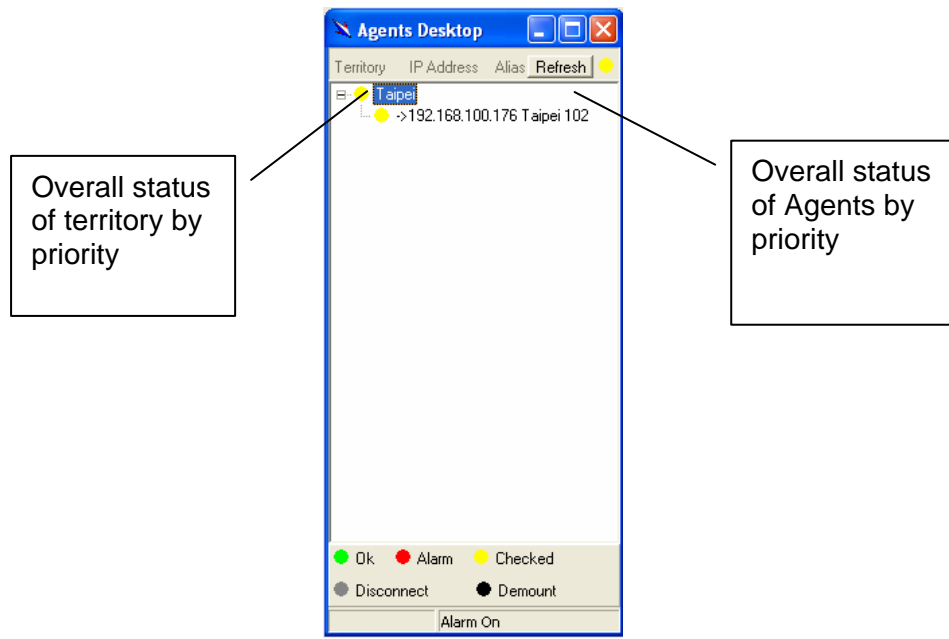 Agents Desktop
Territory IP Address Alias Refresh
Taipei
->192.168.100.176 Taipei 102
Overall status
of territory by
priority
Overall status
of Agents by
priority
Ok Alarm Checked
Disconnect Demount
Alarm On